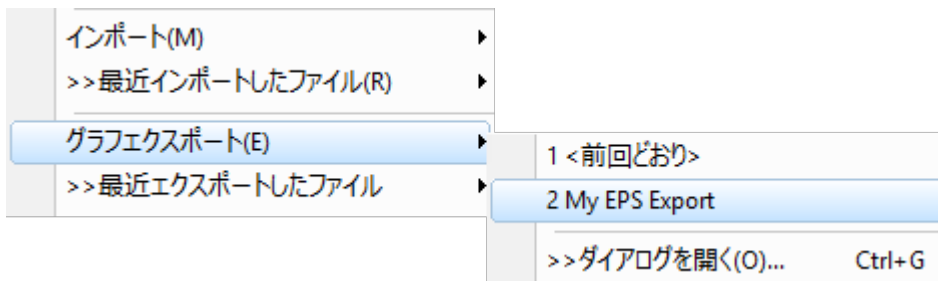 インポート(M)
>>最近インポートしたファイル(R)
グラフエクスポート(E)
>>最近エクスポートしたファイル
1 <前回どおり>
2 My EPS Export
>>ダイアログを開く(O)... Ctrl+G